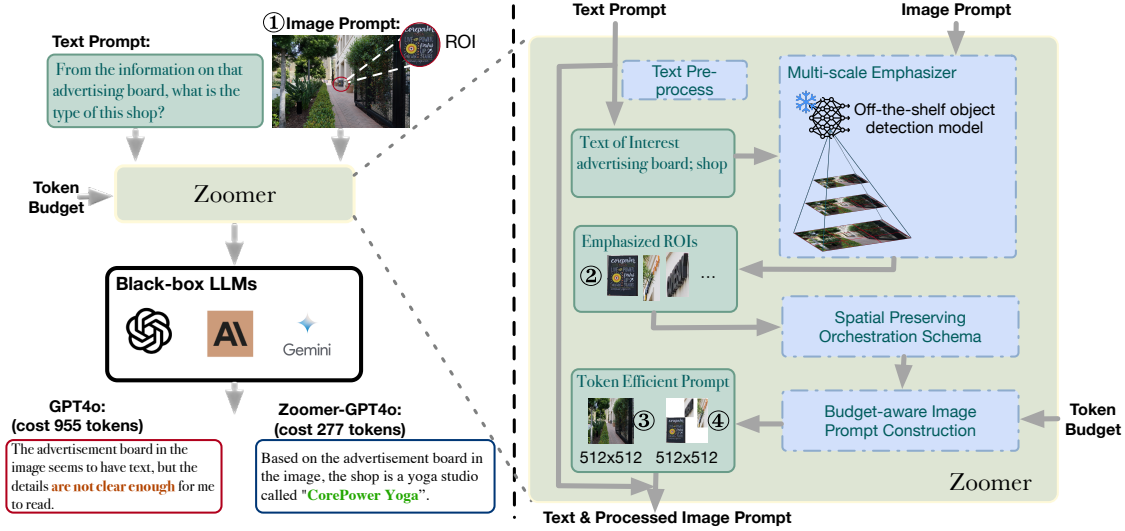 Text Prompt:
From the information on that
advertising board, what is the
type of this shop?
① Image Prompt:
ROI
corepower
Token
Budget
Zoomer
Black-box LLMs
Gemini
GPT4o:
(cost 955 tokens)
The advertisement board in the
image seems to have text, but the
details are not clear enough for me
to read.
Zoomer-GPT4o:
(cost 277 tokens)
Based on the advertisement board in
the image, the shop is a yoga studio
called "CorePower Yoga”.
Text Prompt
Image Prompt
Text Pre-
process
Multi-scale Emphasizer
Off-the-shelf object
detection model
Text of Interest
advertising board; shop
Emphasized ROIs
②
...
Spatial Preserving
Orchestration Schema
Token Efficient Prompt
③
④
512x512
512x512
Budget-aware Image
Prompt Construction
Token
Budget
Zoomer
Text & Processed Image Prompt